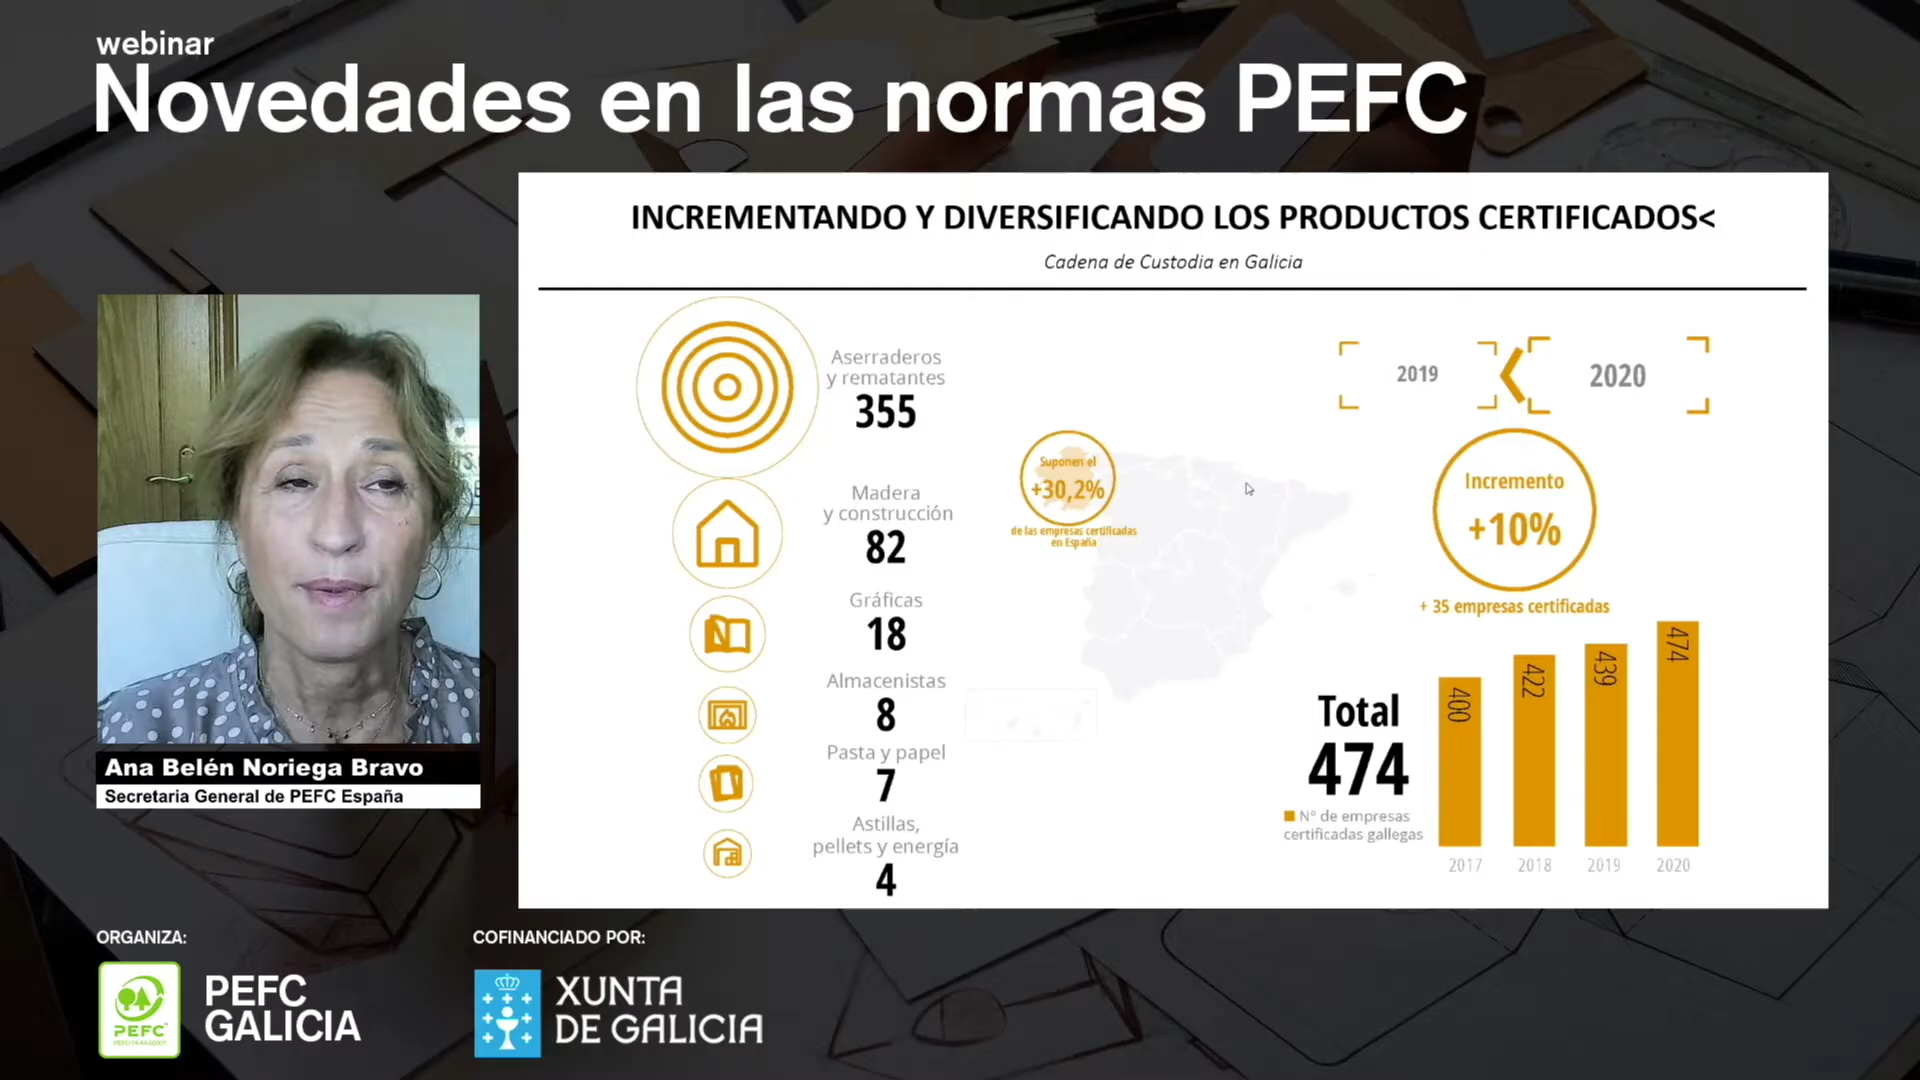 webinar
Novedades en las normas PEFC
INCREMENTANDO Y DIVERSIFICANDO LOS PRODUCTOS CERTIFICADOS<
Cadena de Custodia en Galicia
Aserraderos
y rematantes
355
Madera
y construcción
82
Gráficas
18
Almacenistas
8
Pasta y papel
7
Astillas,
pellets y energía
4
Suponen el
+30,2%
de las empresas certificadas
en España
2019
2020
Incremento
+10%
+ 35 empresas certificadas
Total
474
Nº de empresas
certificadas gallegas
400
422
439
474
2017
2018
2019
2020
Ana Belén Noriega Bravo
Secretaria General de PEFC España
ORGANIZA:
PEFC
PEFC
GALICIA
COFINANCIADO POR:
XUNTA
DE GALICIA